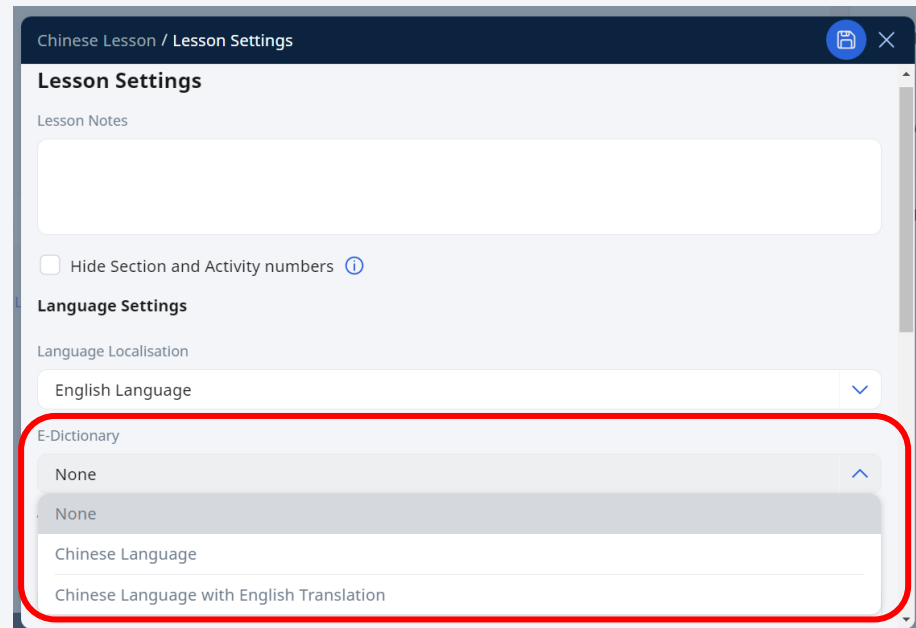 Chinese Lesson / Lesson Settings
Lesson Settings
Lesson Notes
Hide Section and Activity numbers
Language Settings
Language Localisation
English Language
E-Dictionary
None
None
Chinese Language
Chinese Language with English Translation